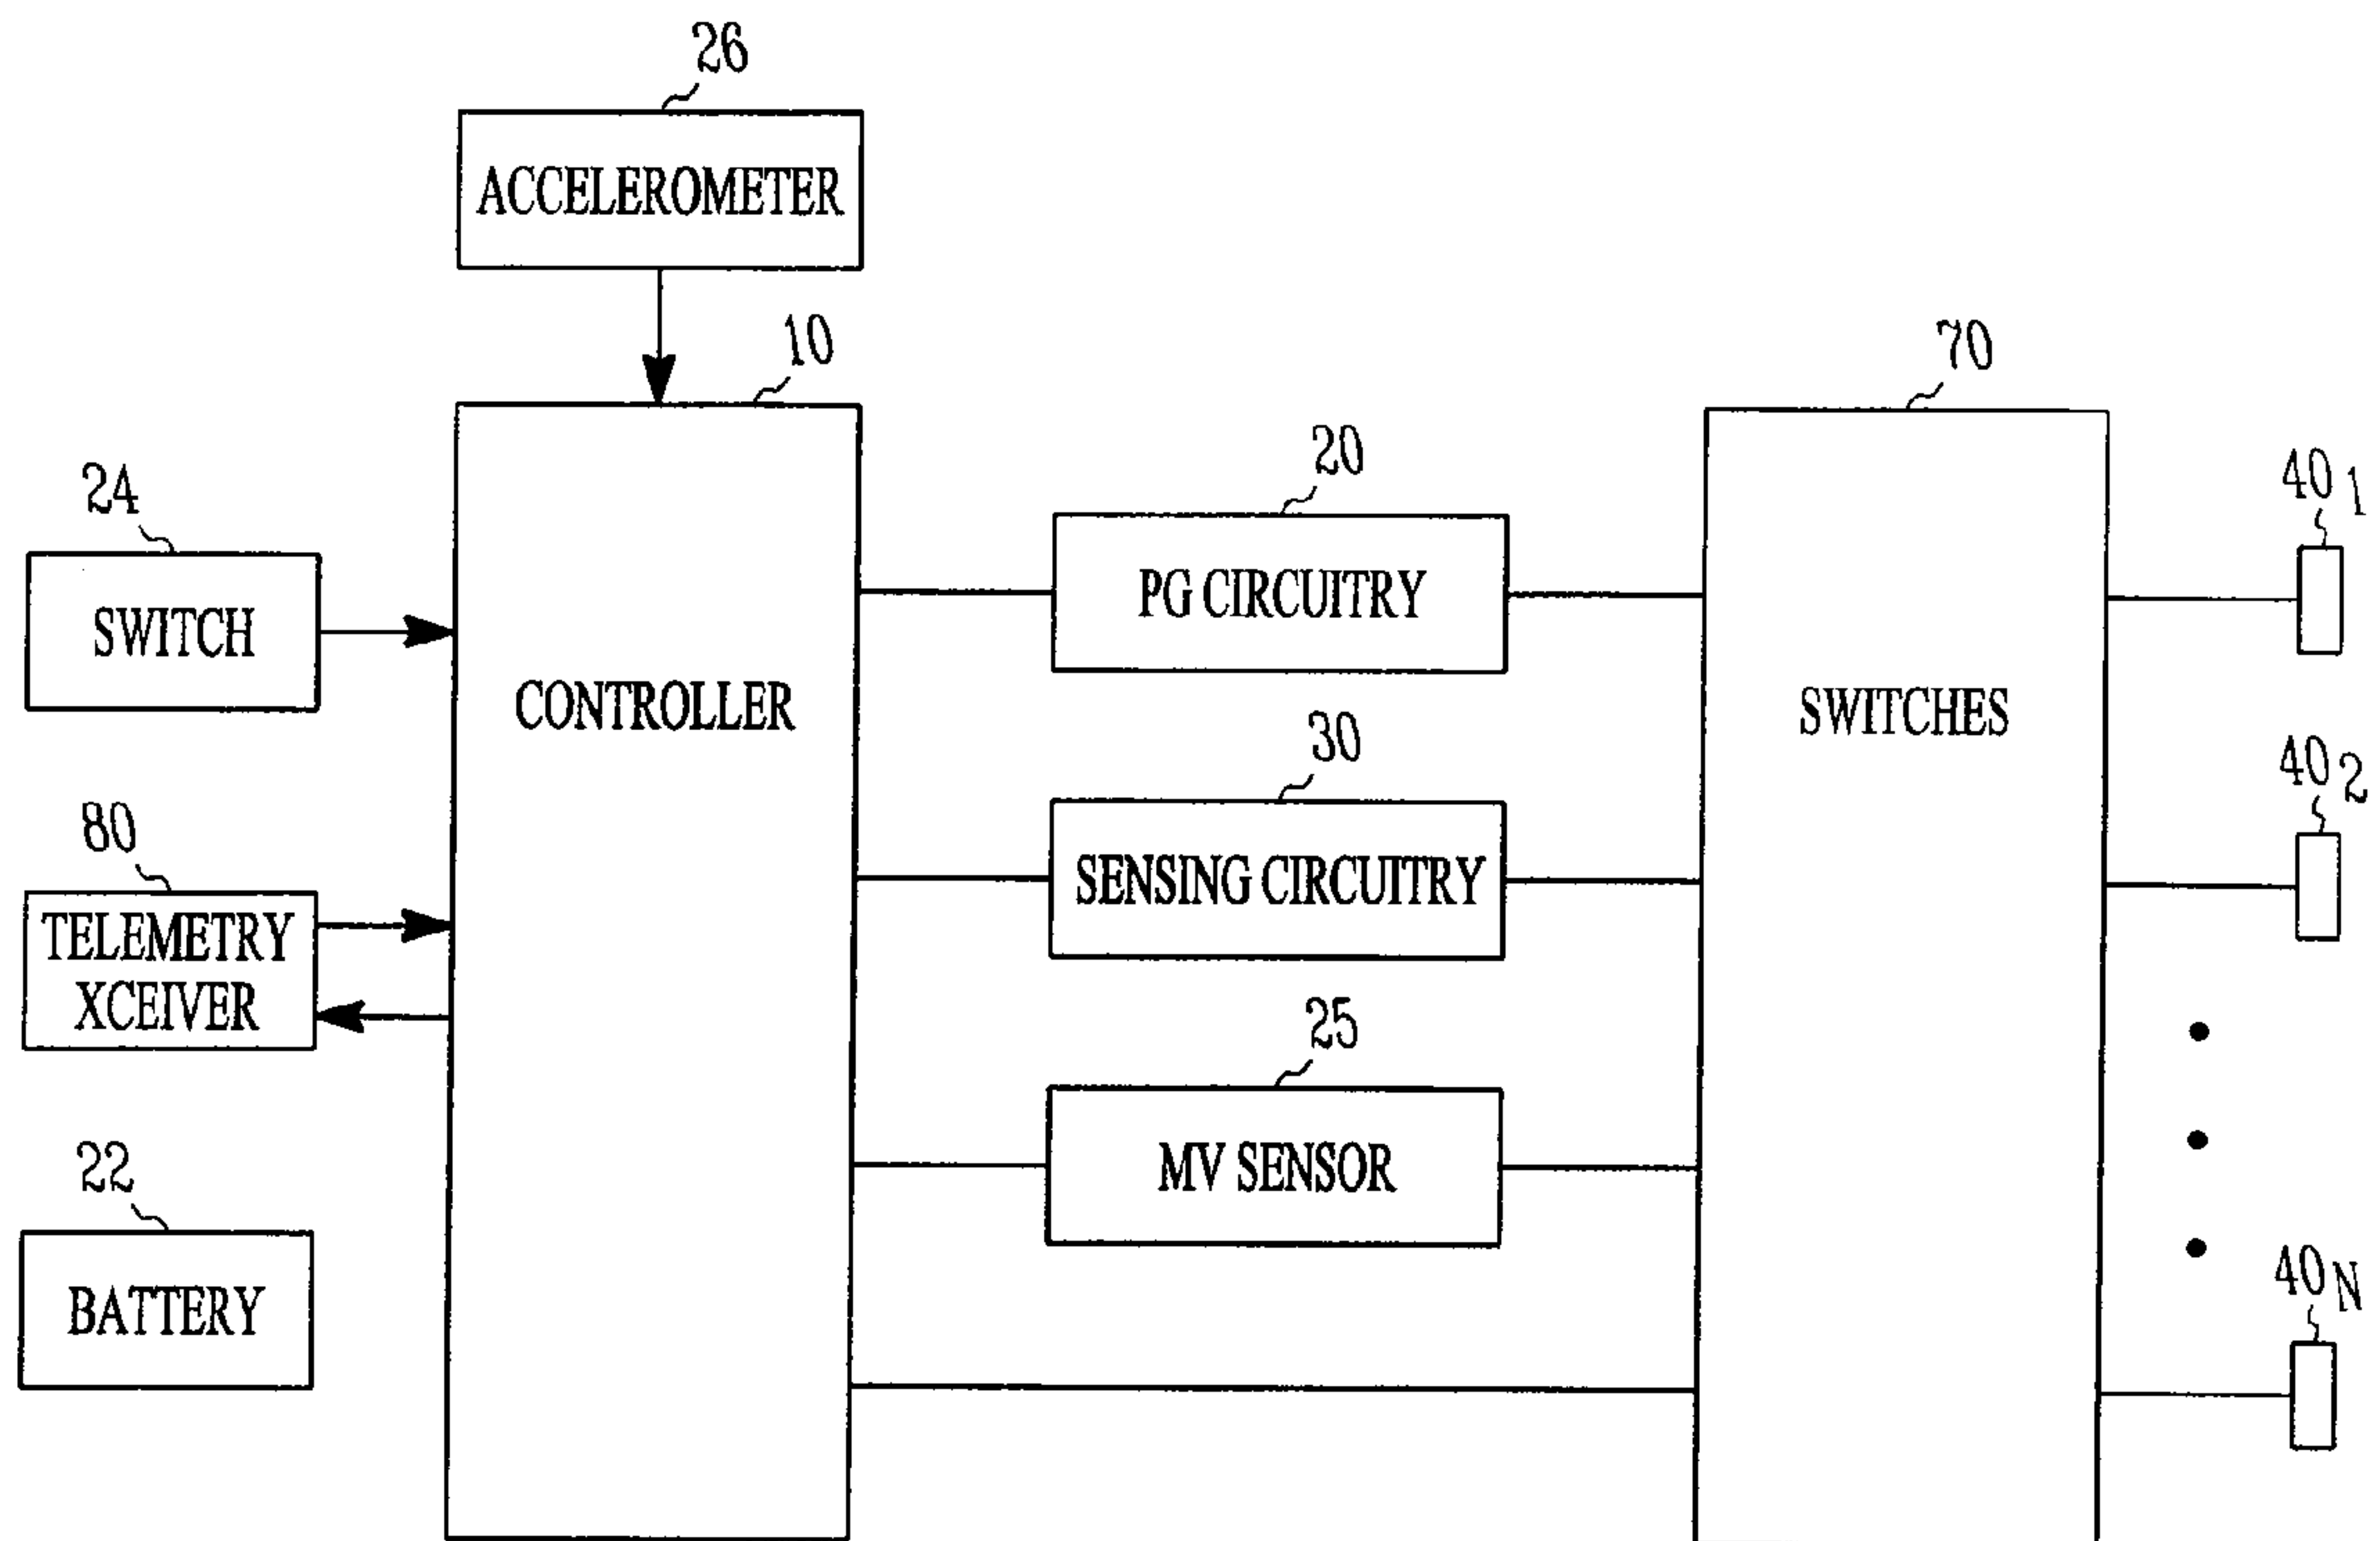 26
ACCELEROMETER
10
70
20
40 1
24
PG CIRCUITRY
SWITCH
CONTROLLER
SWITCHES
30
40 2
80
SENSING CIRCUITRY
TELEMETRY
XCEIVER
25
22
MV SENSOR
40 N
BATTERY